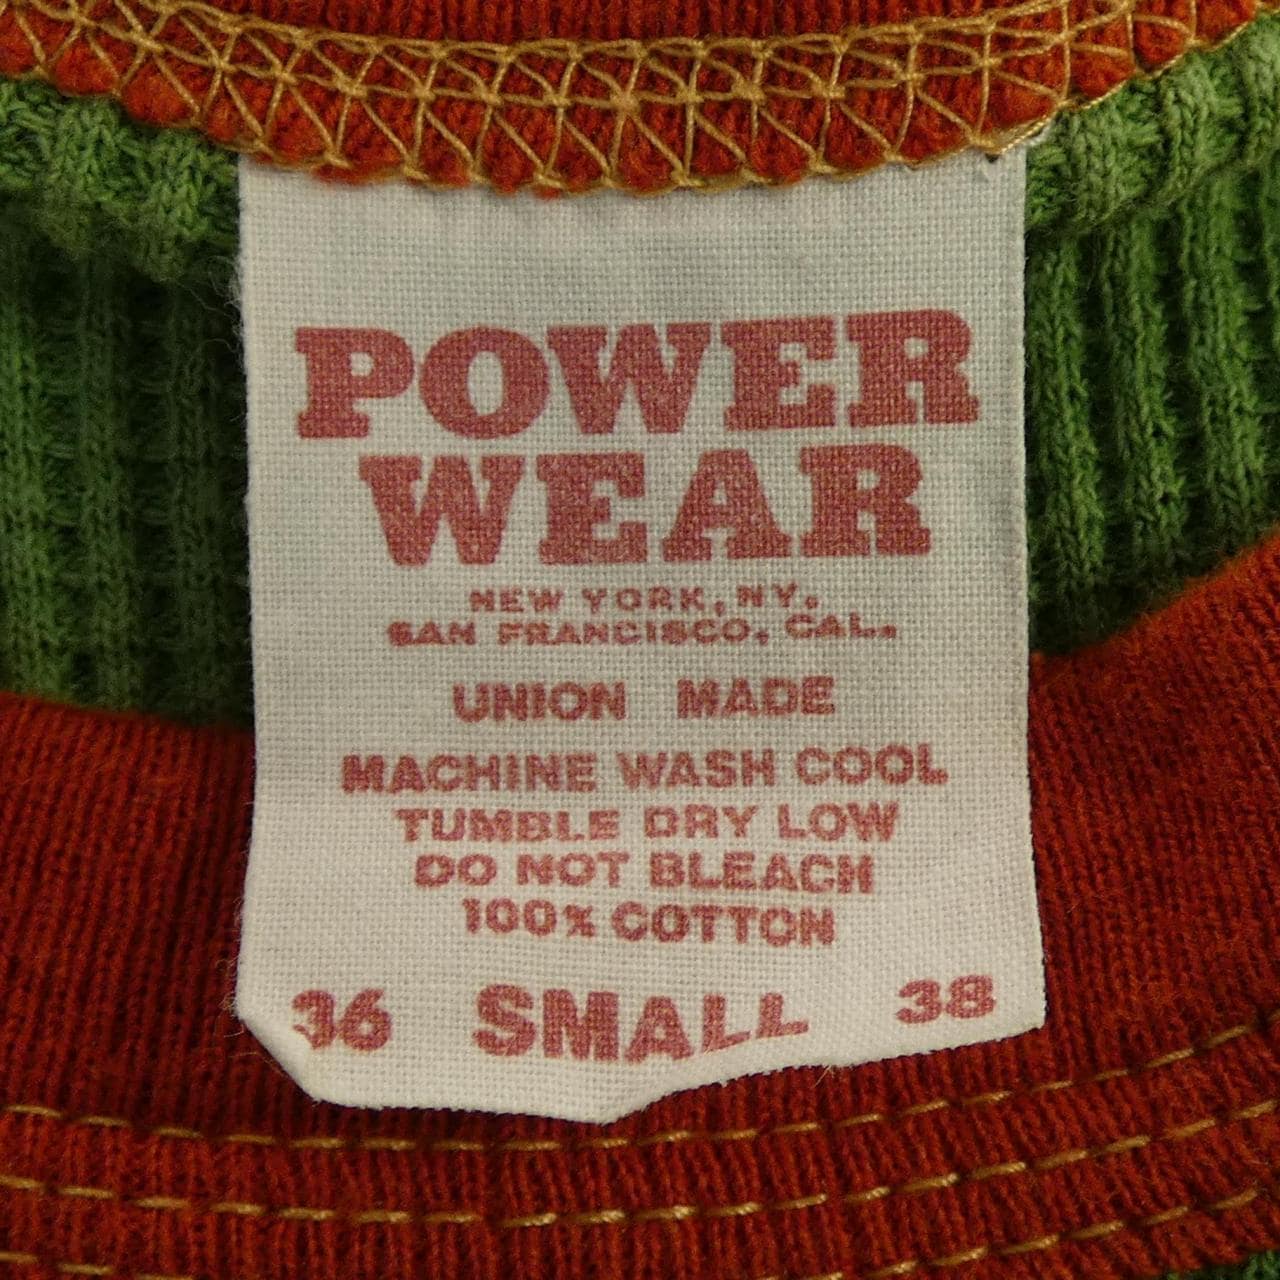 POWER
WEAR
NEW YORK, NY.
SAN FRANCISCO, CAL.
UNION MADE
MACHINE WASH COOL
TUMBLE DRY LOW
DO NOT BLEACH
100% COTTON
36 SMALL 38